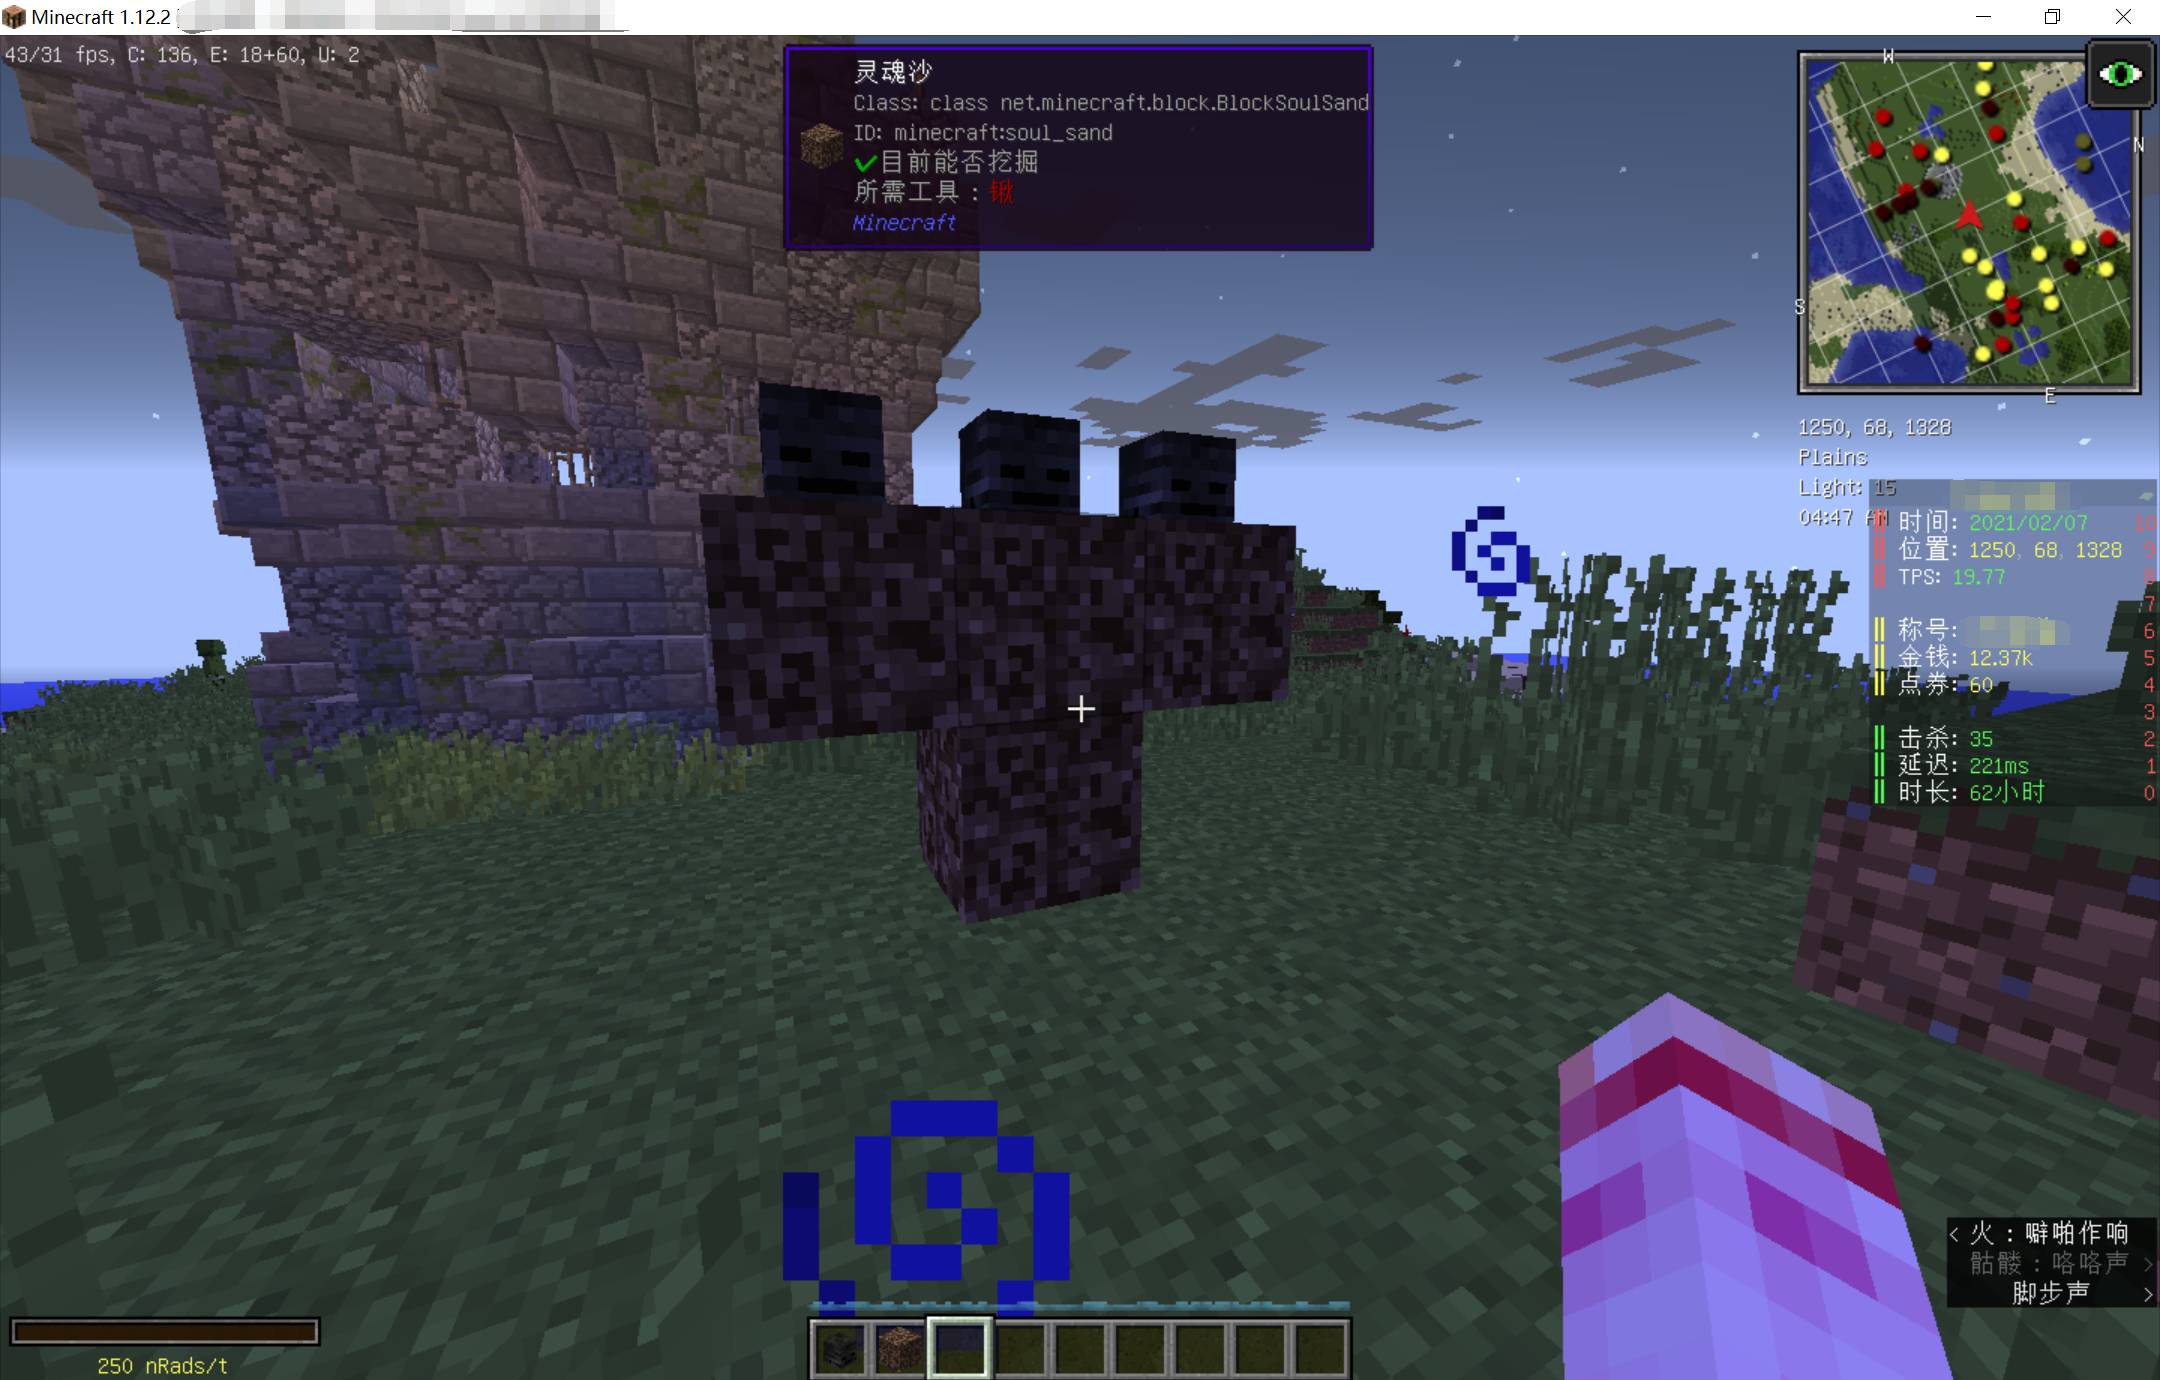 Minecraft 1.12.2
43/31 fps, C: 136, E: 18+60, U: 2
灵魂沙
Class: class net.minecraft.block.BlockSoulSand
ID: minecraft:soul_sand
目前能否挖掘
所需工具：锹
Minecraft
W
N
S
E
1250, 68, 1328
Plains
Light: 15
04:47 AM
时间: 2021/02/07 10
位置: 1250, 68, 1328 9
TPS: 19.77 8
7
称号: 6
金钱: 12.37k 5
点券: 60 4
3
击杀: 35 2
延迟: 221ms 1
时长: 62小时 0
< 火：噼啪作响
骷髅：咯咯声 >
脚步声 >
250 nRads/t